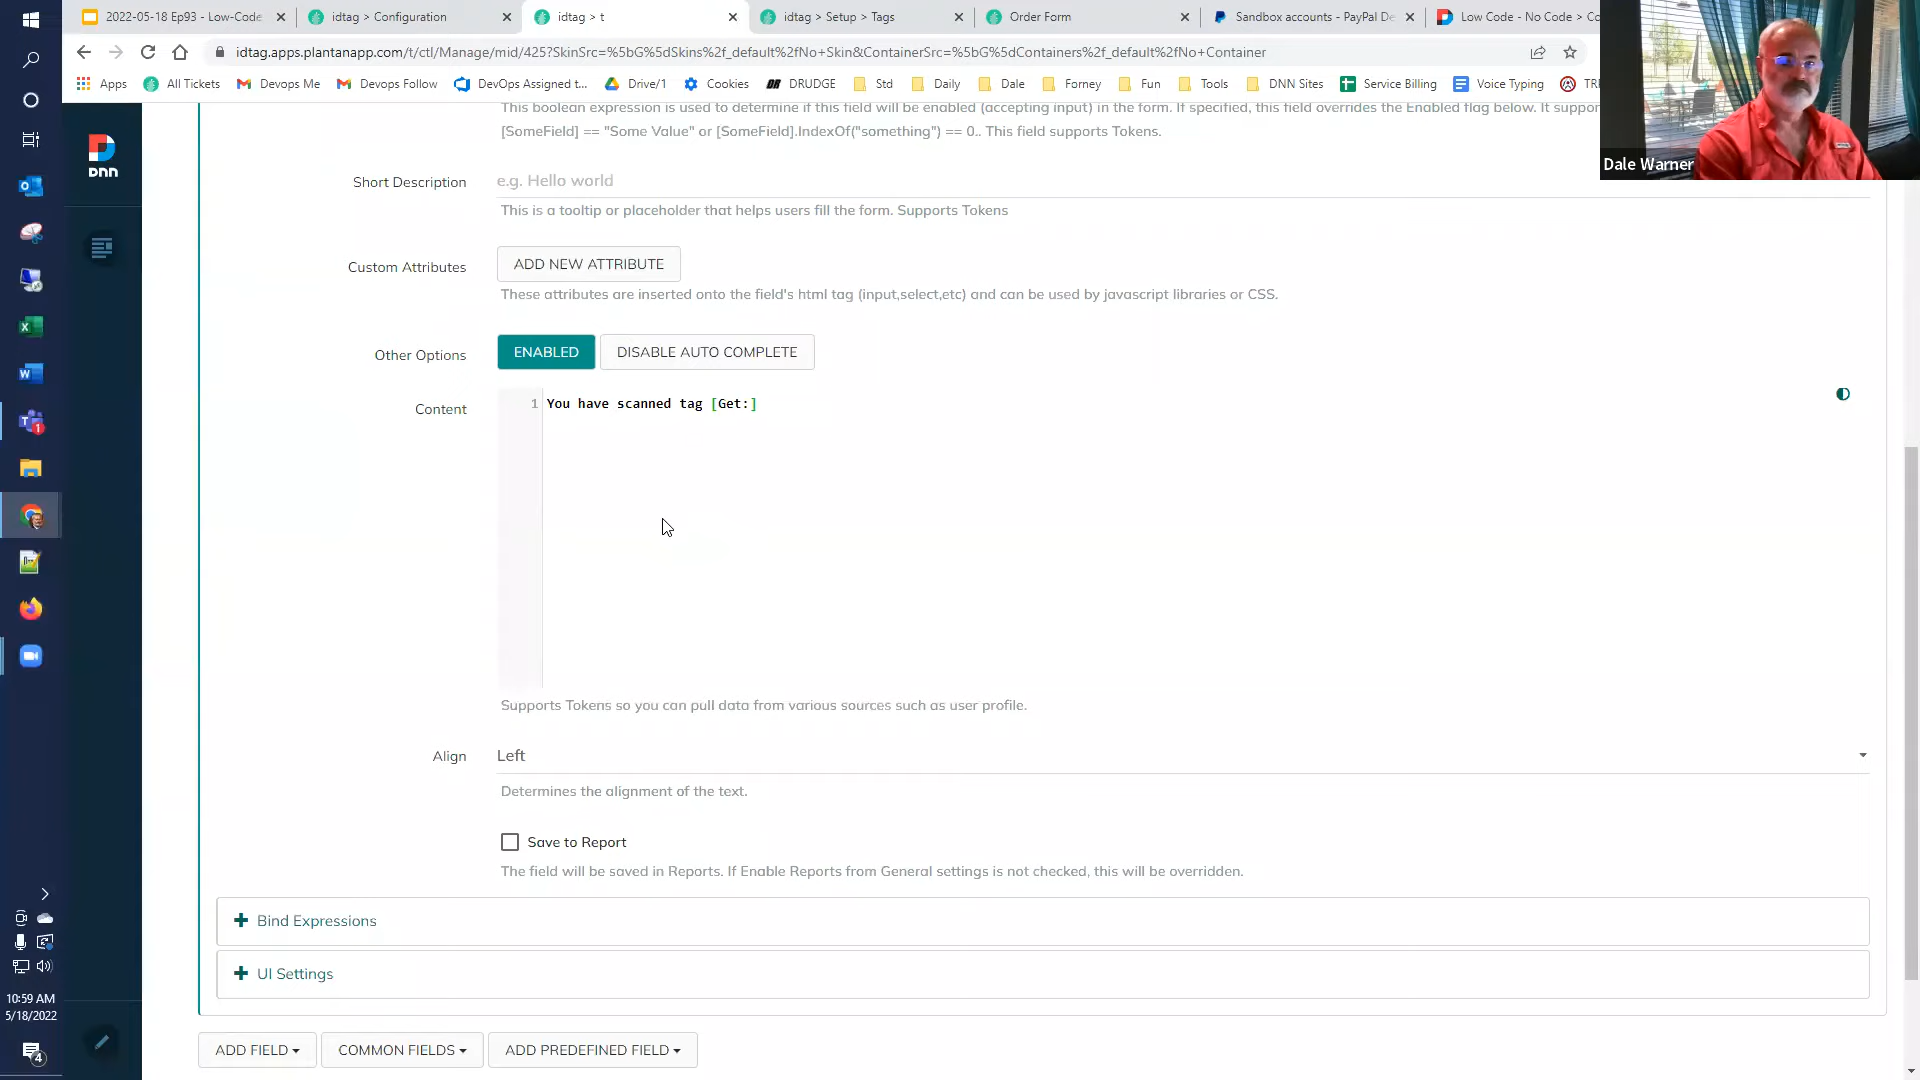 2022-05-18 Ep93 - Low-Code
idtag > Configuration
idtag > t
idtag > Setup > Tags
Order Form
Sandbox accounts - PayPal De
Low Code - No Code > Co
idtag.apps.plantanapp.com/t/ctl/Manage/mid/425?SkinSrc=%5bG%5dSkins%2f_default%2fNo+Skin&ContainerSrc=%5bG%5dContainers%2f_default%2fNo+Container
Apps
All Tickets
Devops Me
Devops Follow
DevOps Assigned t...
Drive/1
Cookies
DRUDGE
Std
Daily
Dale
Forney
Fun
Tools
DNN Sites
Service Billing
Voice Typing
Dale Warner
This boolean expression is used to determine if this field will be enabled (accepting input) in the form. If specified, this field overrides the Enabled flag below. It suppor
[SomeField] == "Some Value" or [SomeField].IndexOf("something") == 0.. This field supports Tokens.
DNN
Short Description
e.g. Hello world
This is a tooltip or placeholder that helps users fill the form. Supports Tokens
Custom Attributes
ADD NEW ATTRIBUTE
These attributes are inserted onto the field's html tag (input,select,etc) and can be used by javascript libraries or CSS.
Other Options
ENABLED
DISABLE AUTO COMPLETE
Content
1 You have scanned tag [Get:]
Supports Tokens so you can pull data from various sources such as user profile.
Align
Left
Determines the alignment of the text.
Save to Report
The field will be saved in Reports. If Enable Reports from General settings is not checked, this will be overridden.
Bind Expressions
UI Settings
ADD FIELD
COMMON FIELDS
ADD PREDEFINED FIELD
10:59 AM
5/18/2022
4